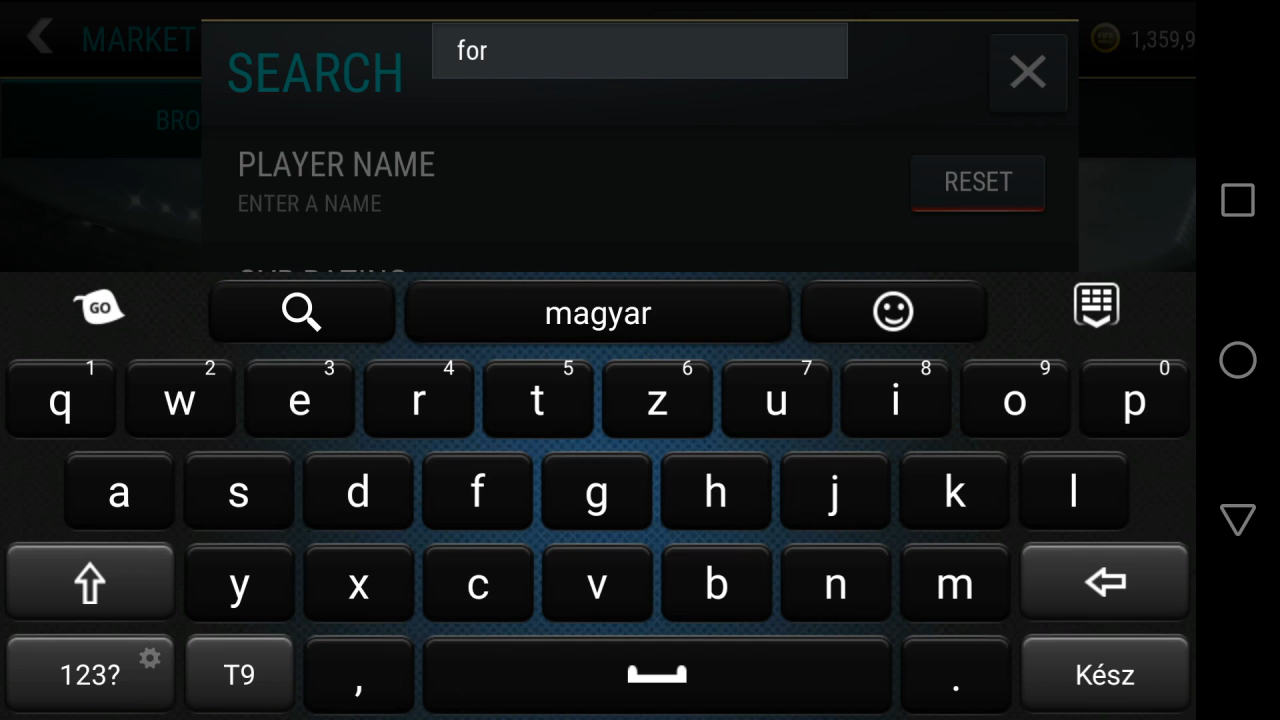 MARKET
for
1,359,9
SEARCH
BRO
PLAYER NAME
RESET
ENTER A NAME
GO
magyar
1 2 3 4 5 6 7 8 9 0
q w e r t z u i o p
a s d f g h j k l
y x c v b n m
123? T9 , . Kész